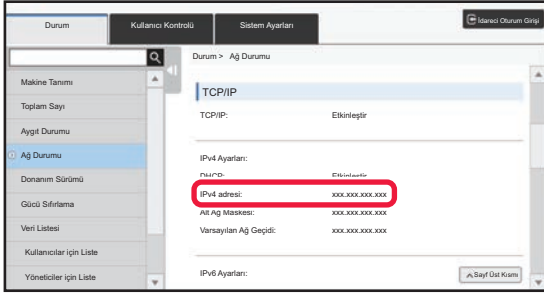 Durum
Kullanıcı Kontrolü
Sistem Ayarları
İdareci Oturum Girişi
Durum > Ağ Durumu
Makine Tanımı
Toplam Sayı
Aygıt Durumu
Ağ Durumu
Donanım Sürümü
Gücü Sıfırlama
Veri Listesi
Kullanıcılar için Liste
Yöneticiler için Liste
TCP/IP
TCP/IP: Etkinleştir
IPv4 Ayarları:
DHCP: Etkinleştir
IPv4 adresi: xxx.xxx.xxx.xxx
Alt Ağ Maskesi: xxx.xxx.xxx.xxx
Varsayılan Ağ Geçidi: xxx.xxx.xxx.xxx
IPv6 Ayarları:
Sayf Üst Kısmı